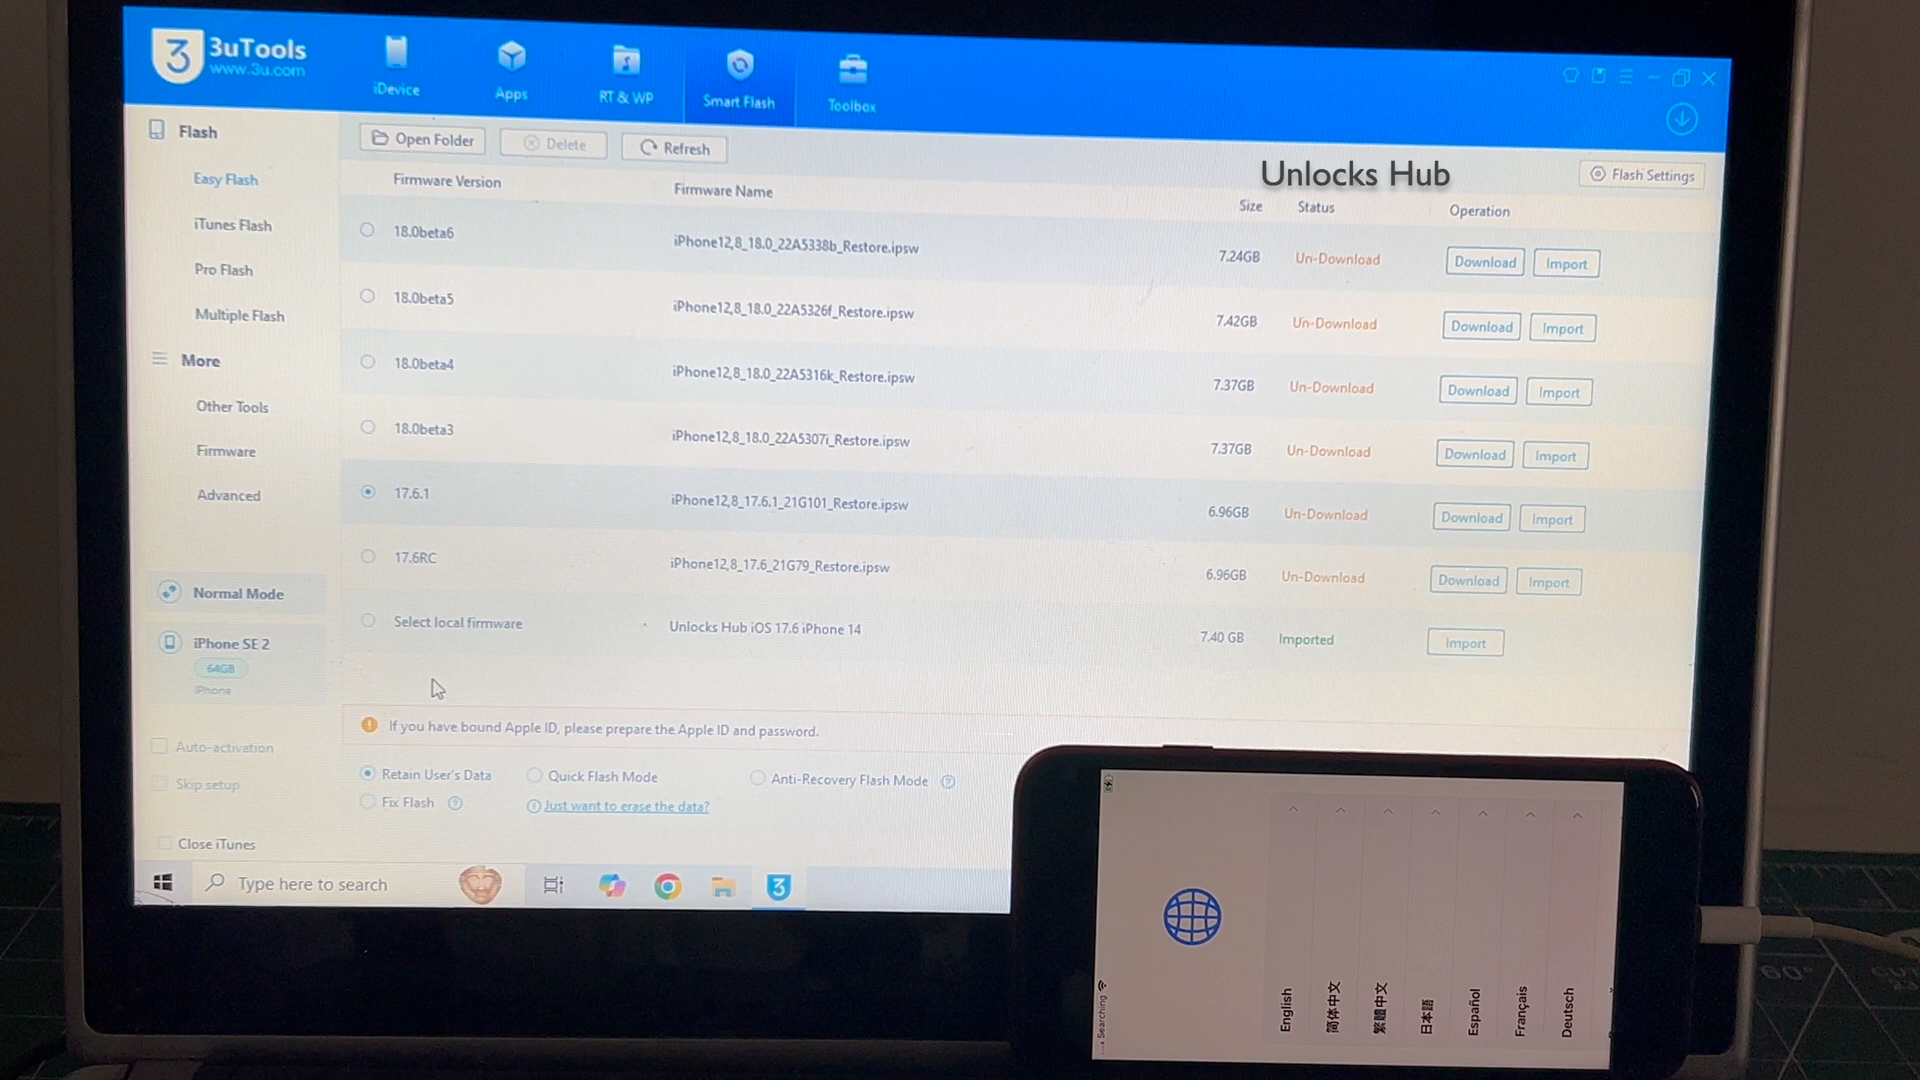 3uTools
www.3u.com
iDevice
Apps
RT & WP
Smart Flash
Toolbox
Flash
Easy Flash
iTunes Flash
Pro Flash
Multiple Flash
More
Other Tools
Firmware
Advanced
Normal Mode
iPhone SE 2
64GB
iPhone
Auto-activation
Skip setup
Close iTunes
Open Folder
Delete
Refresh
Unlocks Hub
Flash Settings
Firmware Version Firmware Name Size Status Operation
18.0beta6 iPhone12,8_18.0_22A5338b_Restore.ipsw 7.24GB Un-Download Download Import
18.0beta5 iPhone12,8_18.0_22A5326f_Restore.ipsw 7.42GB Un-Download Download Import
18.0beta4 iPhone12,8_18.0_22A5316k_Restore.ipsw 7.37GB Un-Download Download Import
18.0beta3 iPhone12,8_18.0_22A5307i_Restore.ipsw 7.37GB Un-Download Download Import
17.6.1 iPhone12,8_17.6.1_21G101_Restore.ipsw 6.96GB Un-Download Download Import
17.6RC iPhone12,8_17.6_21G79_Restore.ipsw 6.96GB Un-Download Download Import
Select local firmware Unlocks Hub iOS 17.6 iPhone 14 7.40 GB Imported Import
If you have bound Apple ID, please prepare the Apple ID and password.
Retain User's Data Quick Flash Mode Anti-Recovery Flash Mode
Fix Flash Just want to erase the data?
Type here to search
3
Searching
English
简体中文
繁體中文
日本語
Español
Français
Deutsch
60°